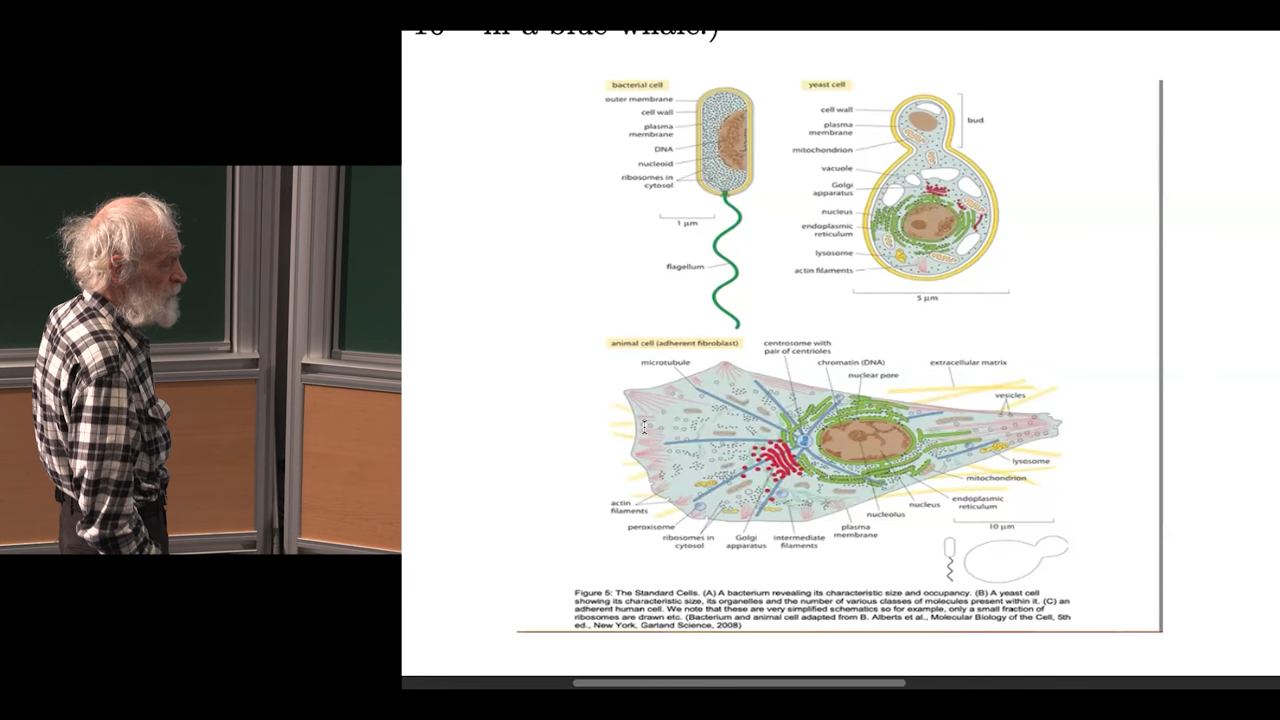 in a blue whale.)
bacterial cell
outer membrane
cell wall
plasma
membrane
DNA
nucleoid
ribosomes in
cytosol
1 μm
flagellum
yeast cell
cell wall
plasma
membrane
mitochondrion
vacuole
Golgi
apparatus
nucleus
endoplasmic
reticulum
lysosome
actin filaments
bud
5 μm
animal cell (adherent fibroblast)
microtubule
centrosome with
pair of centrioles
chromatin (DNA)
nuclear pore
extracellular matrix
vesicles
lysosome
mitochondrion
endoplasmic
reticulum
nucleus
nucleolus
plasma
membrane
intermediate
filaments
Golgi
apparatus
ribosomes in
cytosol
peroxisome
actin
filaments
10 μm
Figure 5: The Standard Cells. (A) A bacterium revealing its characteristic size and occupancy. (B) A yeast cell
showing its characteristic size, its organelles and the number of various classes of molecules present within it. (C) an
adherent human cell. We note that these are very simplified schematics so for example, only a small fraction of
ribosomes are drawn etc. (Bacterium and animal cell adapted from B. Alberts et al., Molecular Biology of the Cell, 5th
ed., New York, Garland Science, 2008)